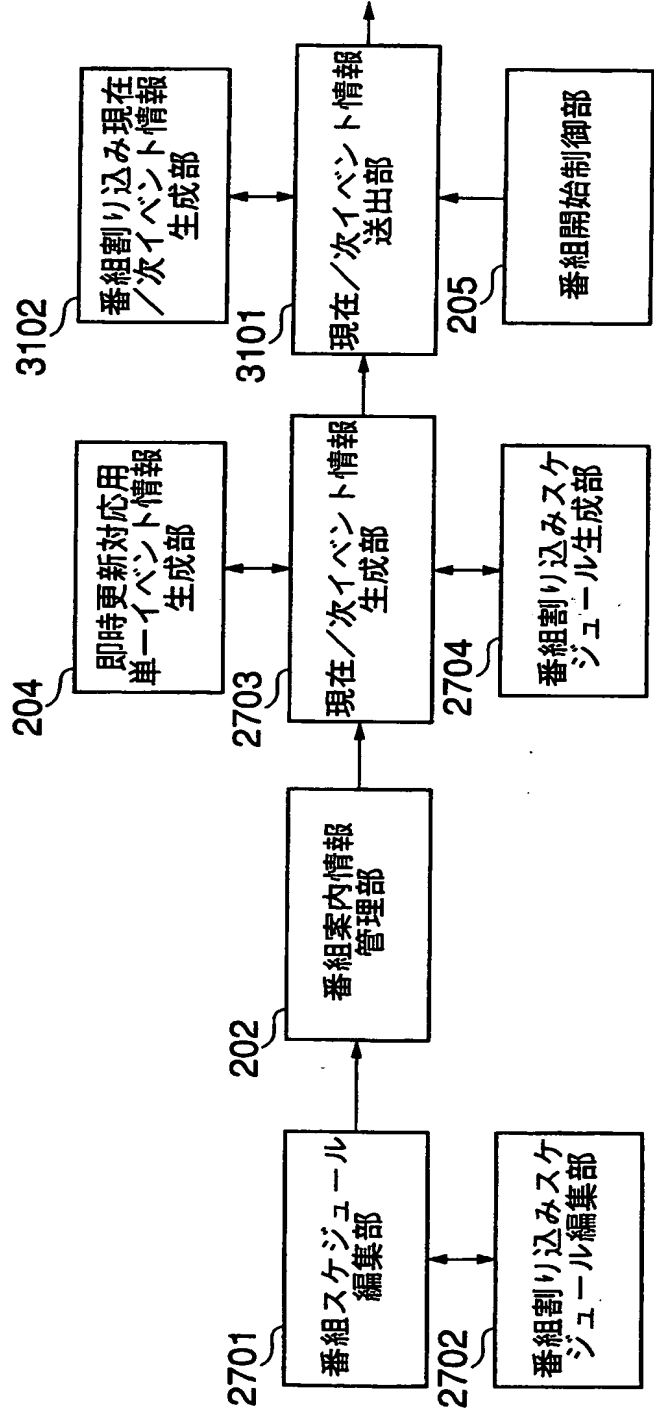 2701
番組スケジュール
編集部
2702
番組割り込みスケ
ジュール編集部
202
番組案内情報
管理部
204
即時更新対応用
単一イベント情報
生成部
2703
現在／次イベント情報
生成部
2704
番組割り込みスケ
ジュール生成部
3102
番組割り込み現在
／次イベント情報
生成部
3101
現在／次イベント情報
送出部
205
番組開始制御部